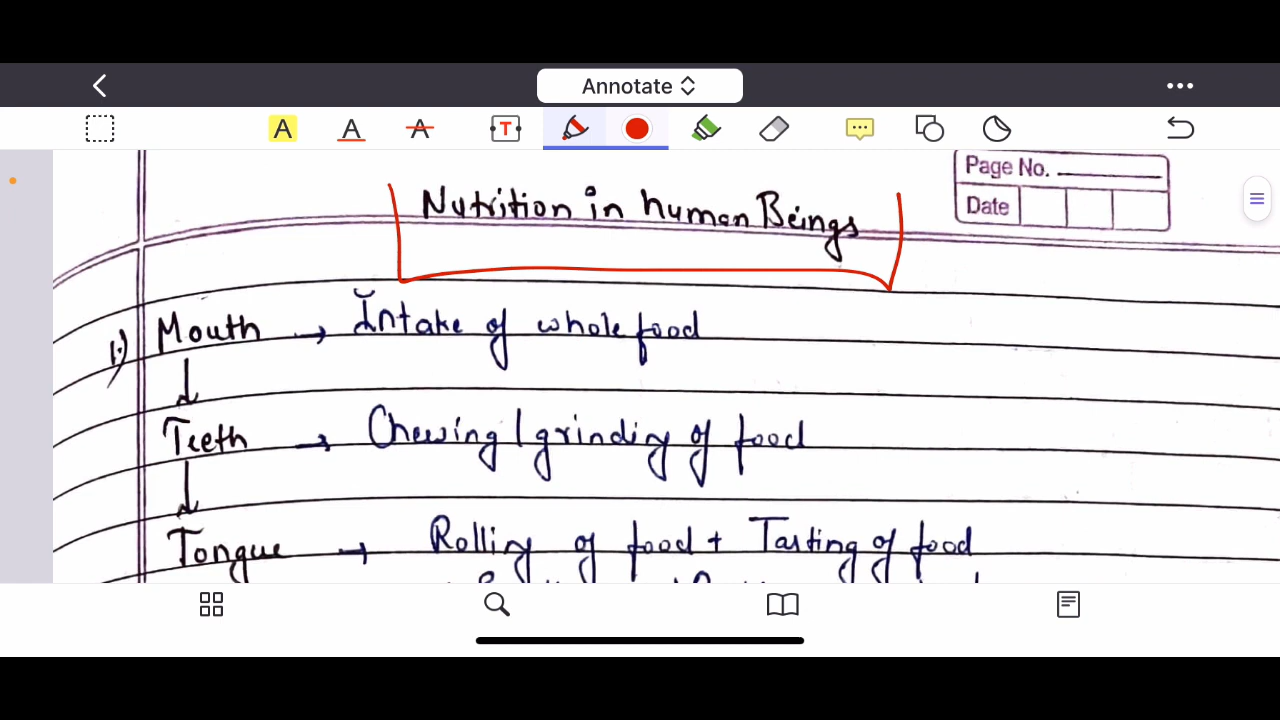 Annotate
A A A T
Page No.
Date
Nutrition in human Beings
1.) Mouth → Intake of whole food
↓
Teeth → Chewing / grinding of food
↓
Tongue → Rolling of food + Tasting of food